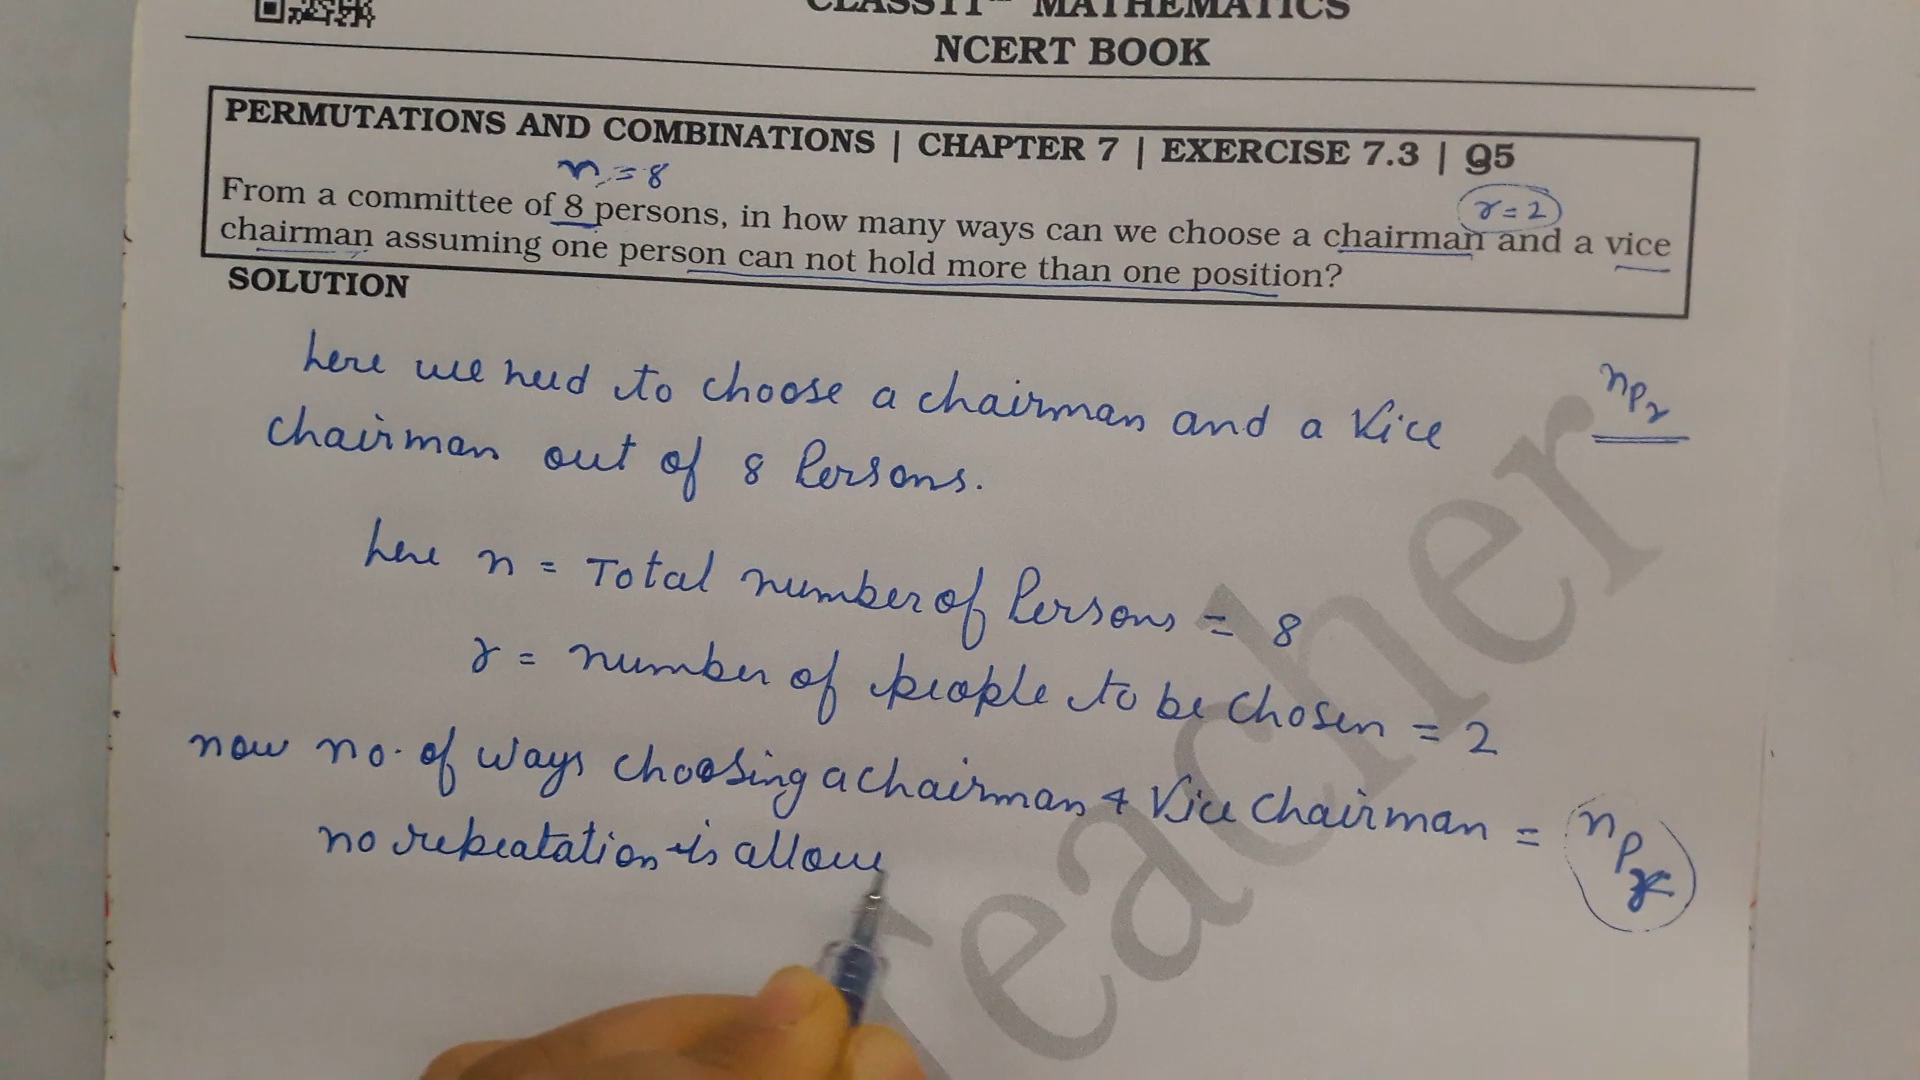 CLASS11 - MATHEMATICS
NCERT BOOK
PERMUTATIONS AND COMBINATIONS | CHAPTER 7 | EXERCISE 7.3 | Q5
n = 8
r = 2
From a committee of 8 persons, in how many ways can we choose a chairman and a vice
chairman assuming one person can not hold more than one position?
SOLUTION
here we need to choose a chairman and a Vice
nPr
chairman out of 8 Persons.
here n = Total number of Persons = 8
r = number of people to be chosen = 2
now no. of ways choosing a chairman & Vice Chairman = nPr
no repeatation is allowe
Teacher